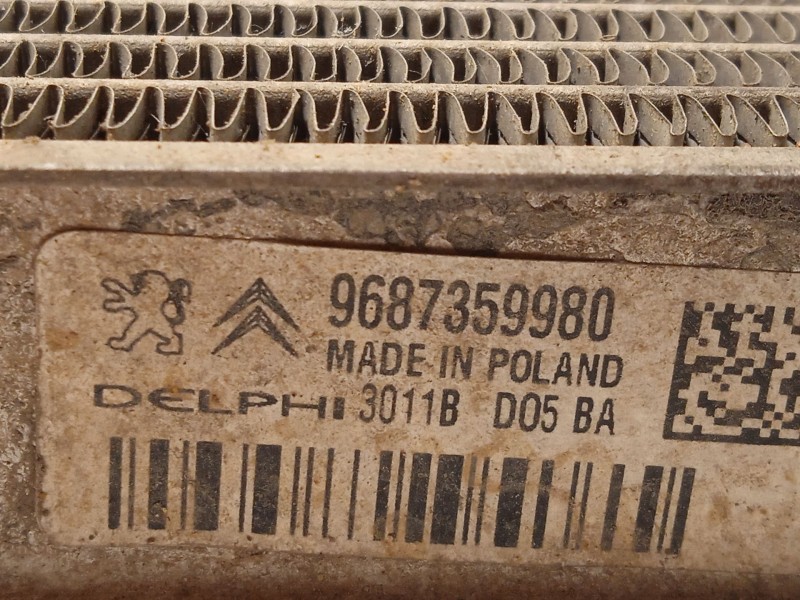 9687359980
MADE IN POLAND
DELPHI 3011B D05 BA